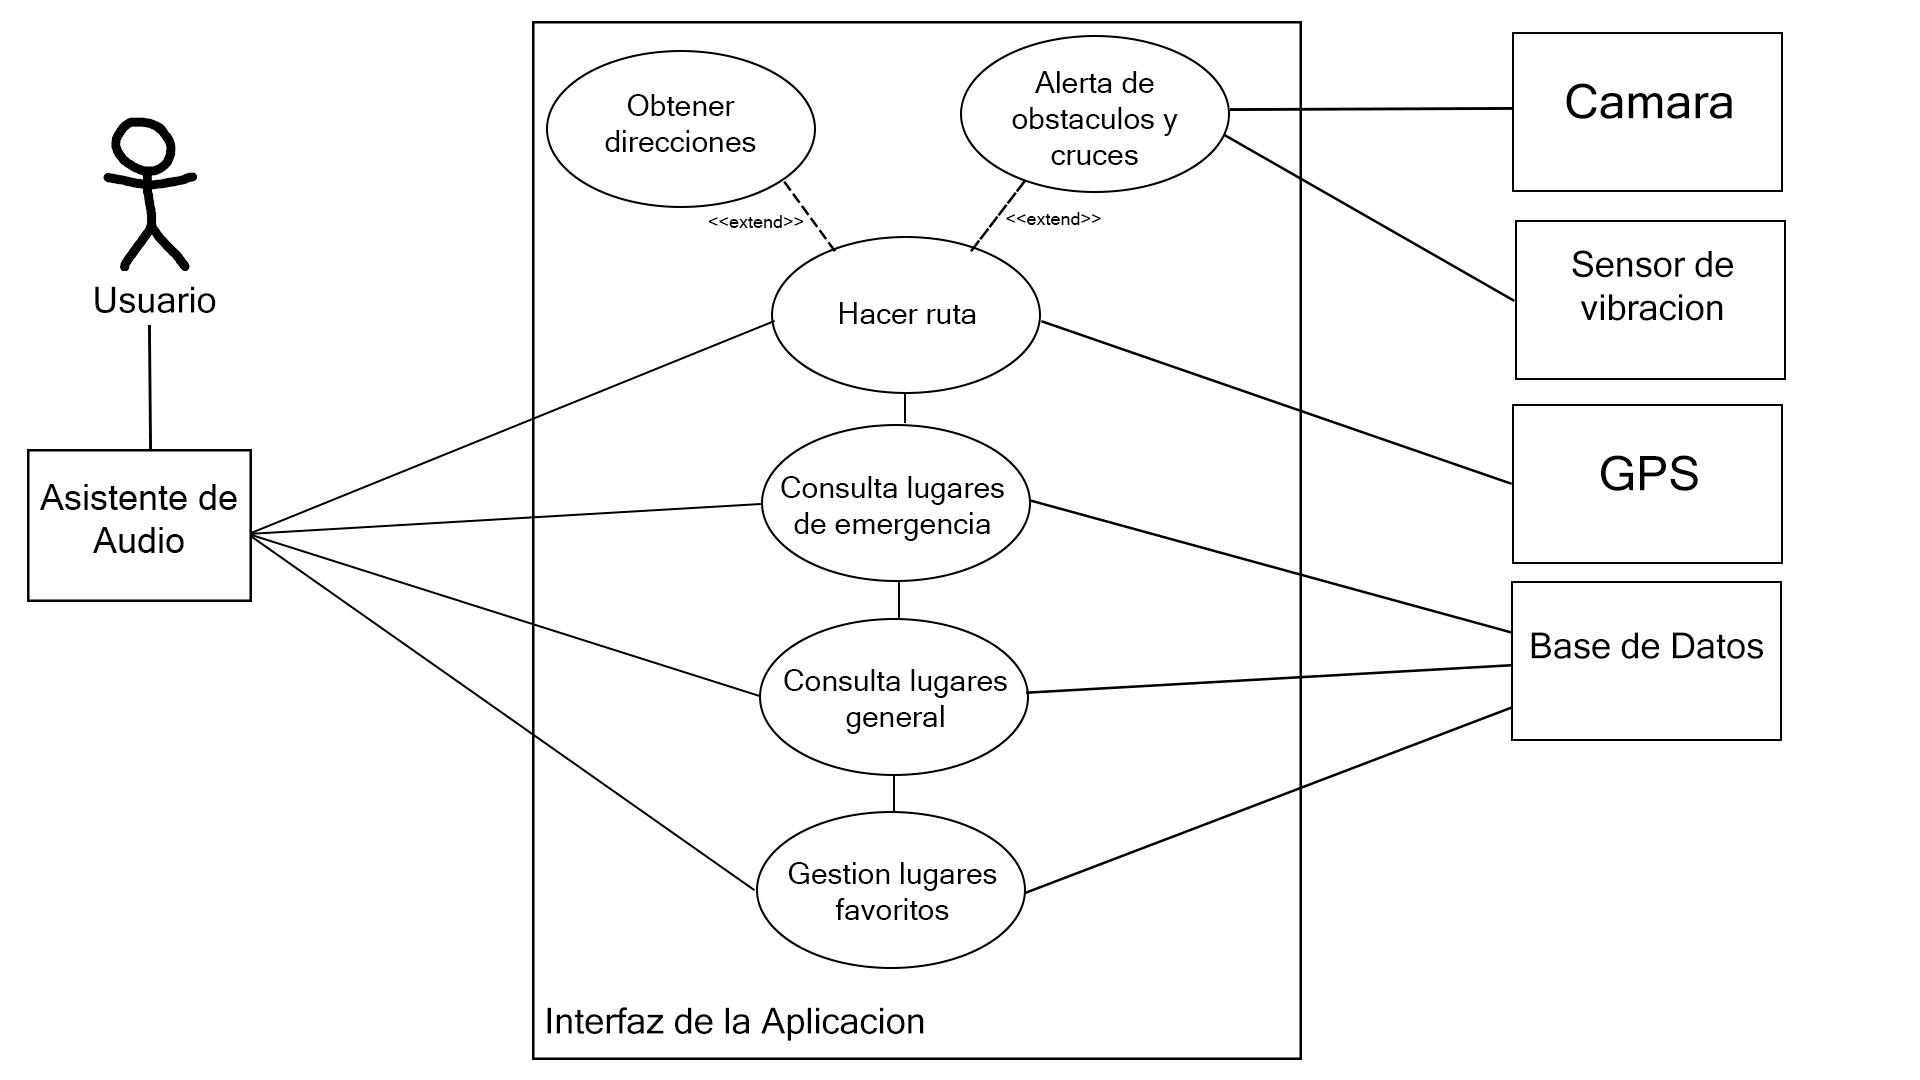 Obtener
direcciones
Alerta de
obstaculos y
cruces
Camara
<<extend>>
<<extend>>
Sensor de
vibracion
Usuario
Hacer ruta
GPS
Asistente de
Audio
Consulta lugares
de emergencia
Base de Datos
Consulta lugares
general
Gestion lugares
favoritos
Interfaz de la Aplicacion